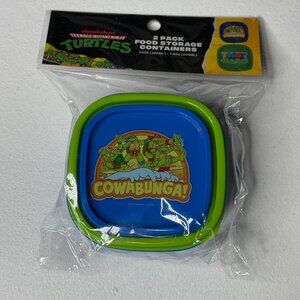 nickelodeon
TEENAGE MUTANT NINJA
TURTLES
2 PACK
FOOD STORAGE
CONTAINERS
COWABUNGA!